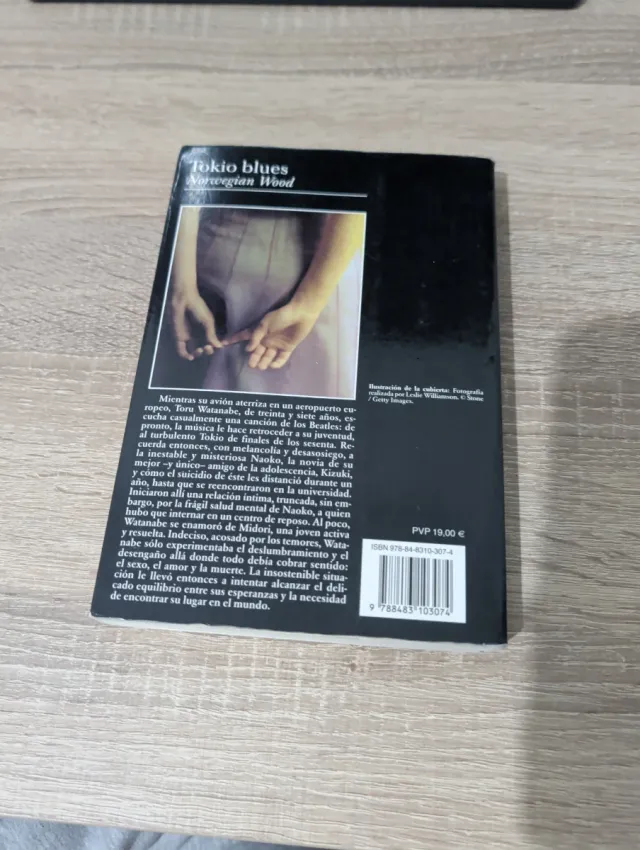 Tokio blues
Norwegian Wood
Ilustración de la cubierta: Fotografía
realizada por Leslie Williamson. © Stone
/ Getty Images.
Mientras su avión aterriza en un aeropuerto eu-
ropeo, Toru Watanabe, de treinta y siete años, es-
cucha casualmente una canción de los Beatles: de
pronto, la música le hace retroceder a su juventud,
al turbulento Tokio de finales de los sesenta. Re-
cuerda entonces, con melancolía y desasosiego, a
la inestable y misteriosa Naoko, la novia de su
mejor –y único– amigo de la adolescencia, Kizuki,
y cómo el suicidio de éste les distanció durante un
año, hasta que se reencontraron en la universidad.
Iniciaron allí una relación íntima, truncada, sin em-
bargo, por la frágil salud mental de Naoko, a quien
hubo que internar en un centro de reposo. Al poco,
Watanabe se enamoró de Midori, una joven activa
y resuelta. Indeciso, acosado por los temores, Wata-
nabe sólo experimentaba el deslumbramiento y el
desengaño allá donde todo debía cobrar sentido:
el sexo, el amor y la muerte. La insostenible situa-
ción le llevó entonces a intentar alcanzar el deli-
cado equilibrio entre sus esperanzas y la necesidad
de encontrar su lugar en el mundo.
PVP 19,00 €
ISBN 978-84-8310-307-4
9 788483 103074